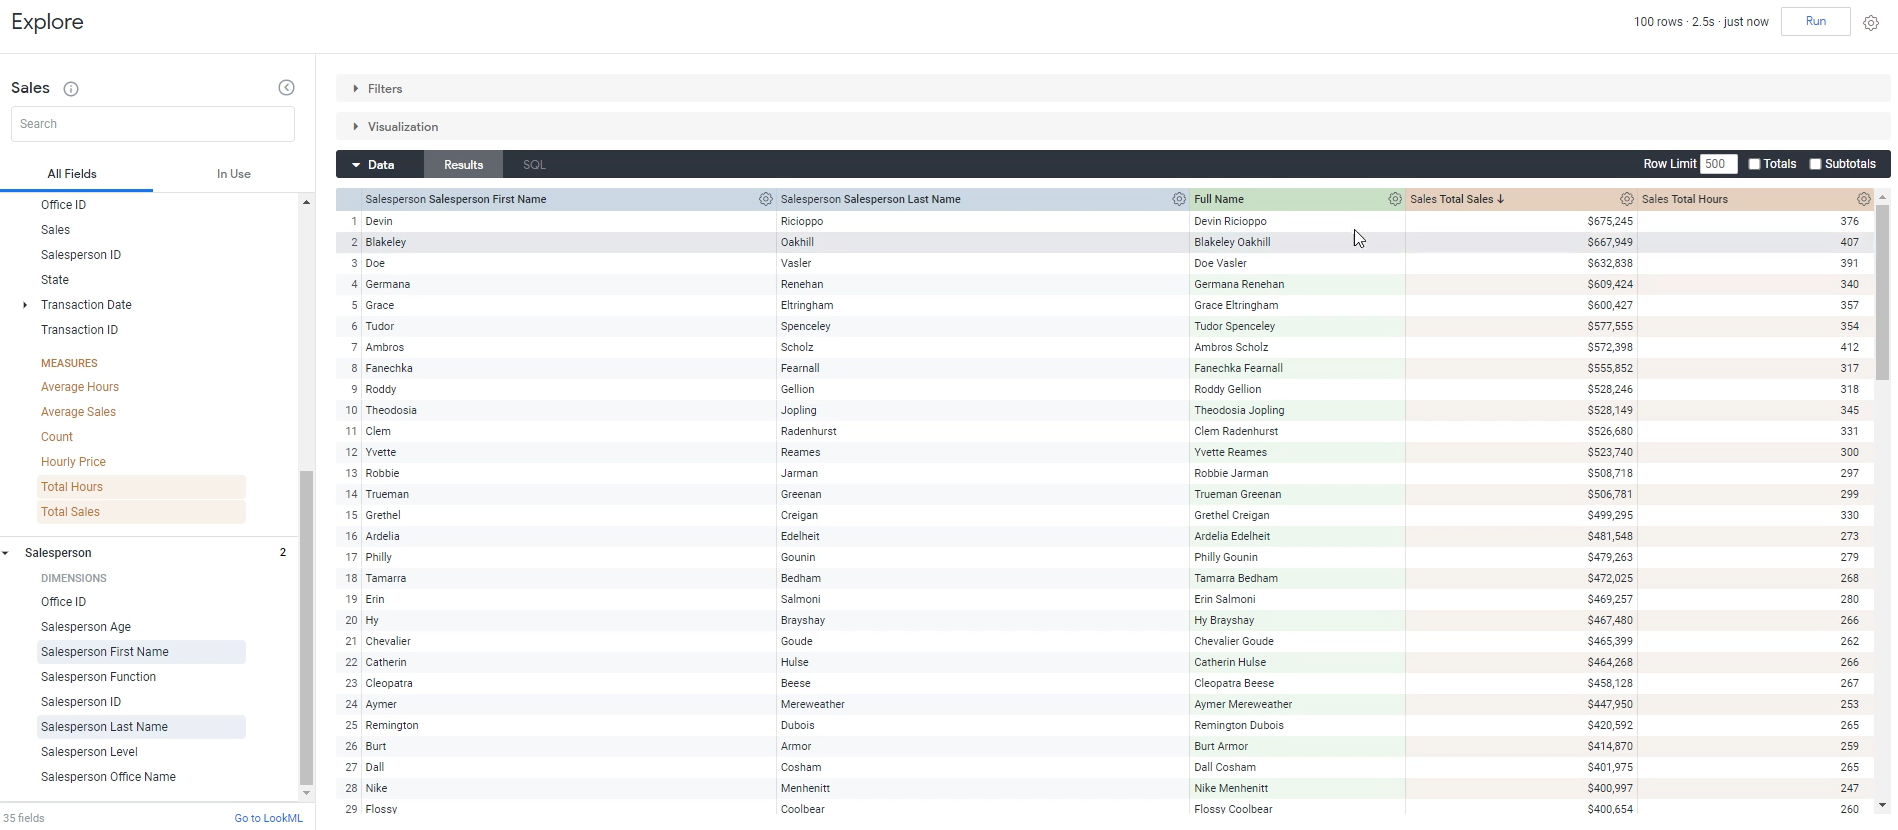 Explore
100 rows · 2.5s · just now Run
Sales
Search
All Fields In Use
Office ID
Sales
Salesperson ID
State
Transaction Date
Transaction ID
MEASURES
Average Hours
Average Sales
Count
Hourly Price
Total Hours
Total Sales
Salesperson 2
DIMENSIONS
Office ID
Salesperson Age
Salesperson First Name
Salesperson Function
Salesperson ID
Salesperson Last Name
Salesperson Level
Salesperson Office Name
35 fields Go to LookML
Filters
Visualization
Data Results SQL Row Limit 500 Totals Subtotals
Salesperson Salesperson First Name Salesperson Salesperson Last Name Full Name Sales Total Sales ↓ Sales Total Hours
1 Devin Ricioppo Devin Ricioppo $675,245 376
2 Blakeley Oakhill Blakeley Oakhill $667,949 407
3 Doe Vasler Doe Vasler $632,838 391
4 Germana Renehan Germana Renehan $609,424 340
5 Grace Eltringham Grace Eltringham $600,427 357
6 Tudor Spenceley Tudor Spenceley $577,555 354
7 Ambros Scholz Ambros Scholz $572,398 412
8 Fanechka Fearnall Fanechka Fearnall $555,852 317
9 Roddy Gellion Roddy Gellion $528,246 318
10 Theodosia Jopling Theodosia Jopling $528,149 345
11 Clem Radenhurst Clem Radenhurst $526,680 331
12 Yvette Reames Yvette Reames $523,740 300
13 Robbie Jarman Robbie Jarman $508,718 297
14 Trueman Greenan Trueman Greenan $506,781 299
15 Grethel Creigan Grethel Creigan $499,295 330
16 Ardelia Edelheit Ardelia Edelheit $481,548 273
17 Philly Gounin Philly Gounin $479,263 279
18 Tamarra Bedham Tamarra Bedham $472,025 268
19 Erin Salmoni Erin Salmoni $469,257 280
20 Hy Brayshay Hy Brayshay $467,480 266
21 Chevalier Goude Chevalier Goude $465,399 262
22 Catherin Hulse Catherin Hulse $464,268 266
23 Cleopatra Beese Cleopatra Beese $458,128 267
24 Aymer Mereweather Aymer Mereweather $447,950 253
25 Remington Dubois Remington Dubois $420,592 265
26 Burt Armor Burt Armor $414,870 259
27 Dall Cosham Dall Cosham $401,975 265
28 Nike Menhenitt Nike Menhenitt $400,997 247
29 Flossy Coolbear Flossy Coolbear $400,654 260